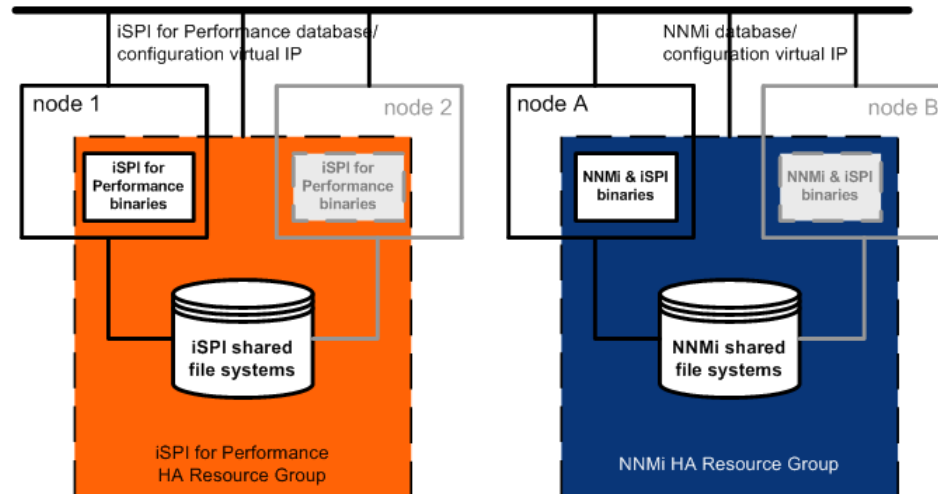 iSPI for Performance database/
configuration virtual IP
NNMi database/
configuration virtual IP
node 1
node 2
node A
node B
iSPI for
Performance
binaries
iSPI for
Performance
binaries
NNMi & iSPI
binaries
NNMi & iSPI
binaries
iSPI shared
file systems
NNMi shared
file systems
iSPI for Performance
HA Resource Group
NNMi HA Resource Group